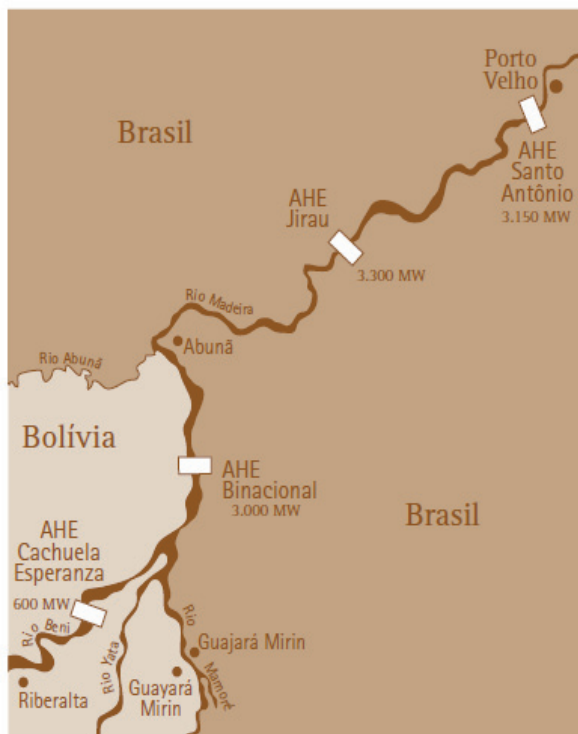 Porto
Velho
Brasil
AHE
Santo
Antônio
3.150 MW
AHE
Jirau
3.300 MW
Rio Madeira
Abunã
Rio Abunã
Bolívia
AHE
Binacional
3.000 MW
Brasil
AHE
Cachuela
Esperanza
600 MW
Rio Beni
Rio Yata
Rio Mamoré
Guajará Mirin
Guayará
Mirin
Riberalta